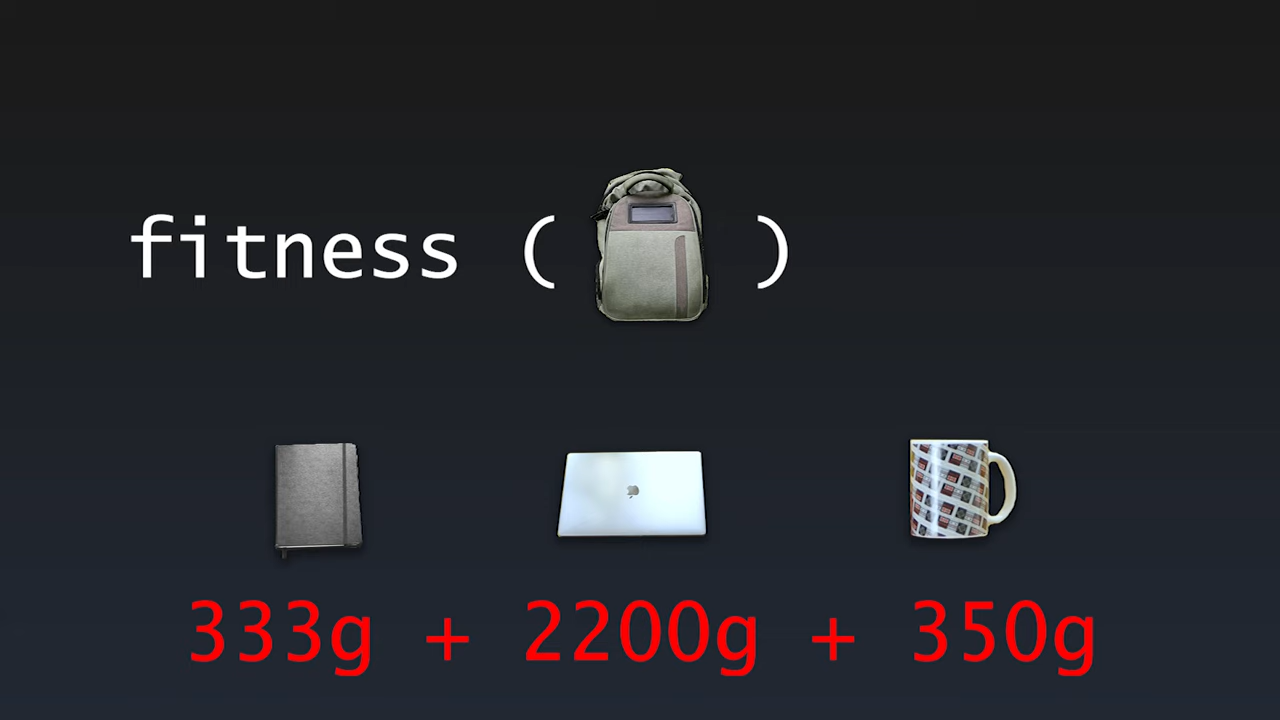 fitness ( )
333g + 2200g + 350g